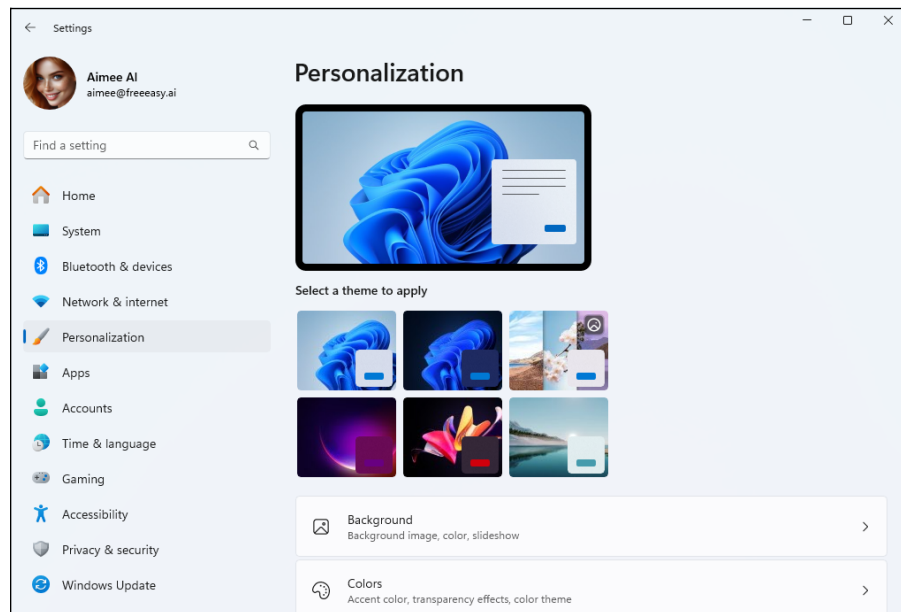 Settings
Aimee AI
aimee@freeeasy.ai
Find a setting
Home
System
Bluetooth & devices
Network & internet
Personalization
Apps
Accounts
Time & language
Gaming
Accessibility
Privacy & security
Windows Update
Personalization
Select a theme to apply
Background
Background image, color, slideshow
Colors
Accent color, transparency effects, color theme